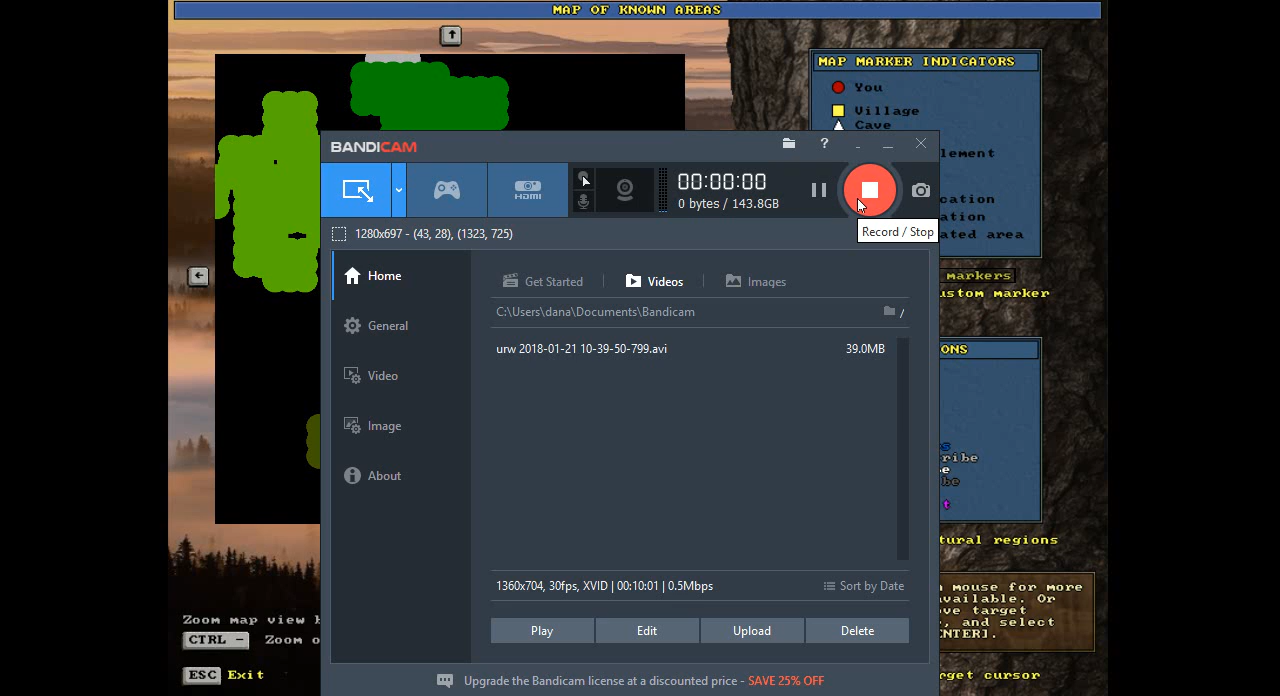 MAP OF KNOWN AREAS
MAP MARKER INDICATORS
You
Village
Cave
BANDICAM
?
HDMI
00:00:00
0 bytes / 143.8GB
Record / Stop
1280x697 - (43, 28), (1323, 725)
Home
General
Video
Image
About
Get Started
Videos
Images
C:\Users\dana\Documents\Bandicam
/
urw 2018-01-21 10-39-50-799.avi
39.0MB
1360x704, 30fps, XVID | 00:10:01 | 0.5Mbps
Sort by Date
Play
Edit
Upload
Delete
Upgrade the Bandicam license at a discounted price - SAVE 25% OFF
lement
cation
ation
ated area
markers
ustom marker
ONS
s
ribe
e
be
t
tural regions
mouse for more
vailable. Or
ve target
, and select
ENTER].
rget cursor
Zoom map view
CTRL - Zoom o
ESC Exit